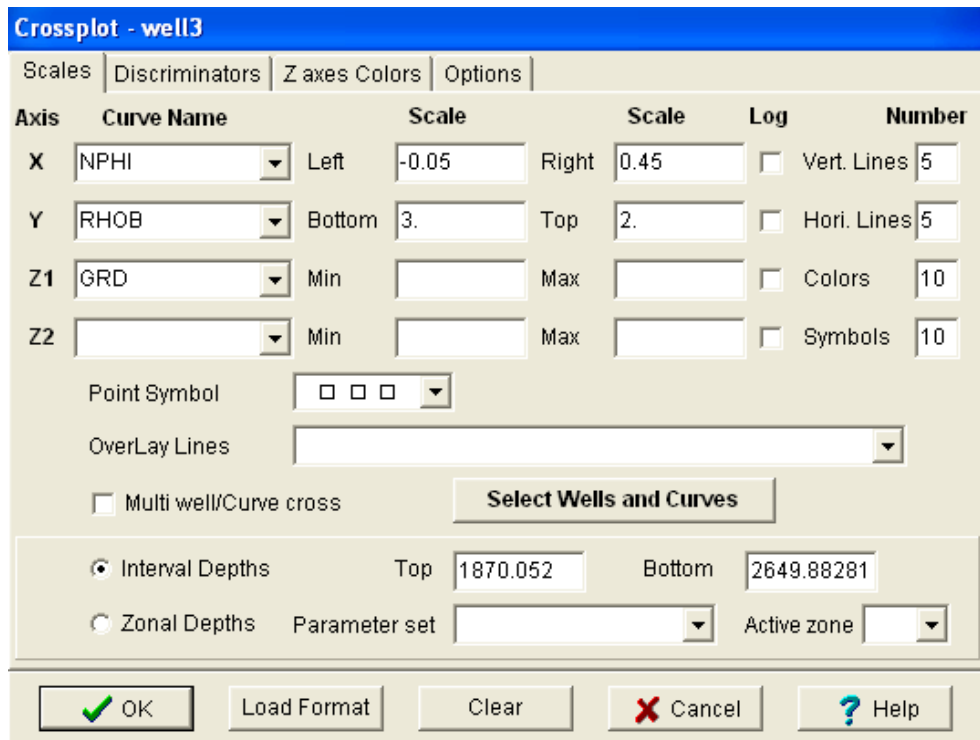 Crossplot - well3
Scales Discriminators Z axes Colors Options
Axis Curve Name Scale Scale Log Number
X NPHI Left -0.05 Right 0.45 Vert. Lines 5
Y RHOB Bottom 3. Top 2. Hori. Lines 5
Z1 GRD Min Max Colors 10
Z2 Min Max Symbols 10
Point Symbol
OverLay Lines
Multi well/Curve cross Select Wells and Curves
Interval Depths Top 1870.052 Bottom 2649.88281
Zonal Depths Parameter set Active zone
OK Load Format Clear Cancel Help